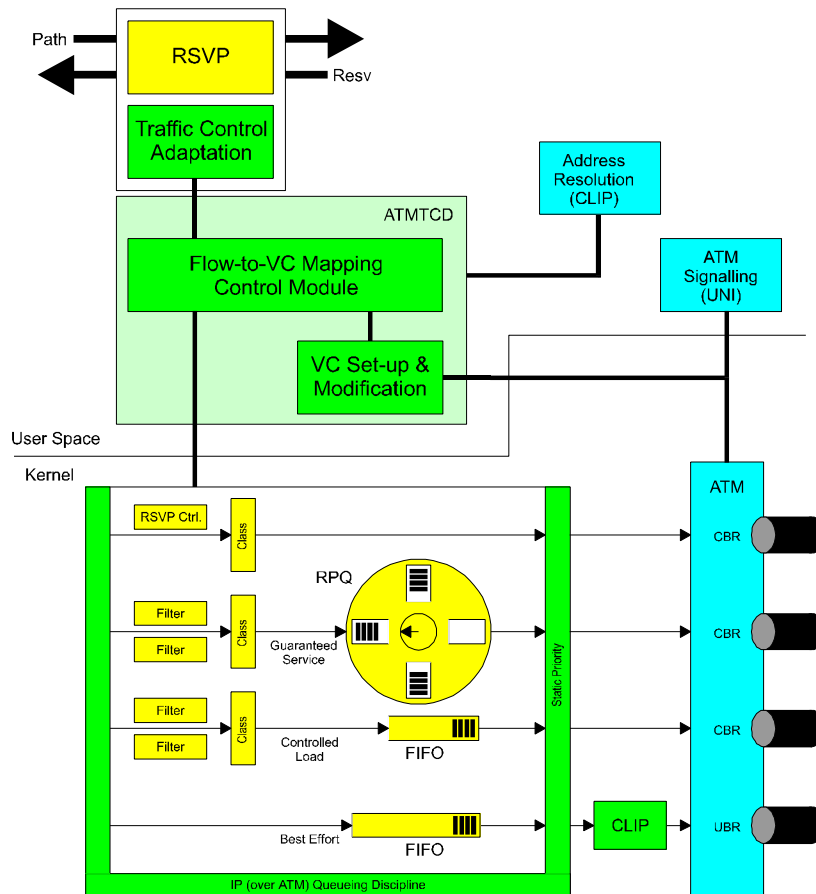 Path
RSVP
Resv
Traffic Control
Adaptation
Address
Resolution
(CLIP)
ATMTCD
Flow-to-VC Mapping
Control Module
ATM
Signalling
(UNI)
VC Set-up &
Modification
User Space
Kernel
ATM
RSVP Ctrl.
Class
CBR
RPQ
Filter
Filter
Class
Guaranteed
Service
CBR
Static Priority
Filter
Filter
Class
Controlled
Load
FIFO
CBR
Best Effort
FIFO
CLIP
UBR
IP (over ATM) Queueing Discipline